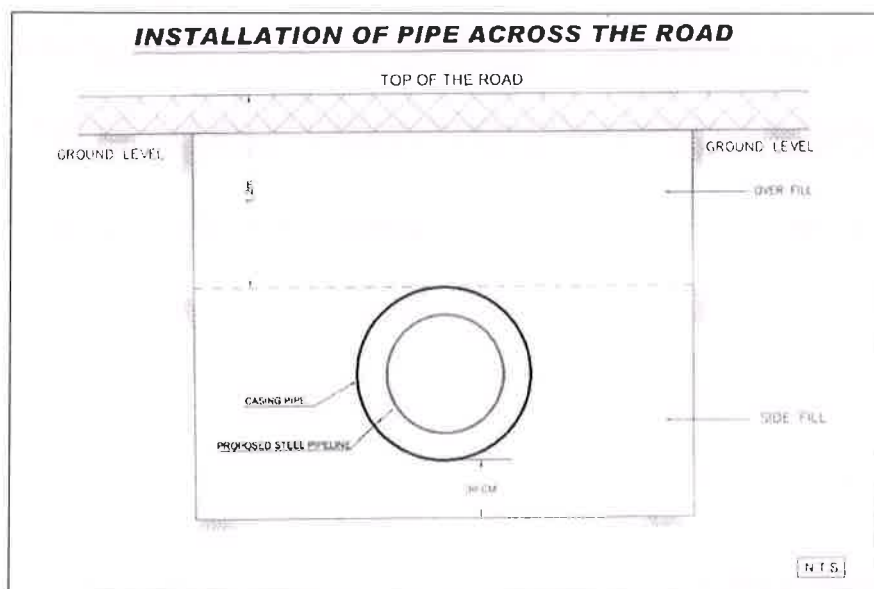 INSTALLATION OF PIPE ACROSS THE ROAD
TOP OF THE ROAD
GROUND LEVEL
GROUND LEVEL
OVER FILL
CASING PIPE
SIDE FILL
PROPOSED STEEL PIPELINE
CM
N.T.S